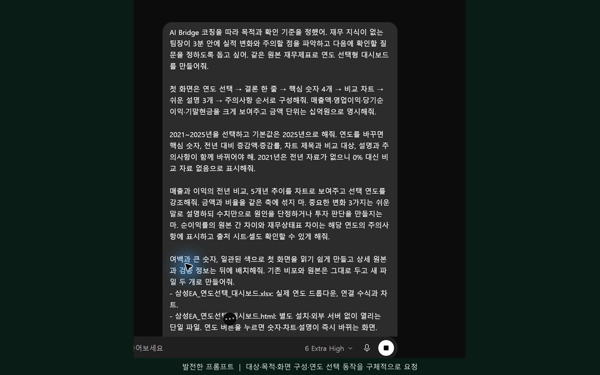 AI Bridge 코칭을 따라 목적과 확인 기준을 정했어. 재무 지식이 없는
팀장이 3분 안에 실적 변화와 주의할 점을 파악하고 다음에 확인할 질
문을 정하도록 돕고 싶어. 같은 원본 재무제표로 연도 선택형 대시보드
를 만들어줘.
첫 화면은 연도 선택 → 결론 한 줄 → 핵심 숫자 4개 → 비교 차트 →
쉬운 설명 3개 → 주의사항 순서로 구성해줘. 매출액·영업이익·당기순
이익·기말현금을 크게 보여주고 금액 단위는 십억원으로 명시해줘.
2021~2025년을 선택하고 기본값은 2025년으로 해줘. 연도를 바꾸면
핵심 숫자, 전년 대비 증감액·증감률, 차트 제목과 비교 대상, 설명과 주
의사항이 함께 바뀌어야 해. 2021년은 전년 자료가 없으니 0% 대신 비
교 자료 없음으로 표시해줘.
매출과 이익의 전년 비교, 5개년 추이를 차트로 보여주고 선택 연도를
강조해줘. 금액과 비율을 같은 축에 섞지 마. 중요한 변화 3가지는 쉬운
말로 설명하되 수치만으로 원인을 단정하거나 투자 판단을 만들지는
마. 순이익률의 원본 간 차이와 재무상태표 차이는 해당 연도의 주의사
항에 표시하고 출처 시트·셀도 확인할 수 있게 해줘.
여백과 큰 숫자, 일관된 색으로 첫 화면을 읽기 쉽게 만들고 상세 원본
과 검증 정보는 뒤에 배치해줘. 기존 비포와 원본은 그대로 두고 새 파
일 두 개로 만들어줘.
- 삼성EA_연도선택_대시보드.xlsx: 실제 연도 드롭다운, 연결 수식과 차
트.
- 삼성EA_연도선택_대시보드.html: 별도 설치·외부 서버 없이 열리는
단일 파일. 연도 버튼을 누르면 숫자·차트·설명이 즉시 바뀌는 화면.
어보세요
6 Extra High
발전한 프롬프트 | 대상·목적·화면 구성·연도 선택 동작을 구체적으로 요청